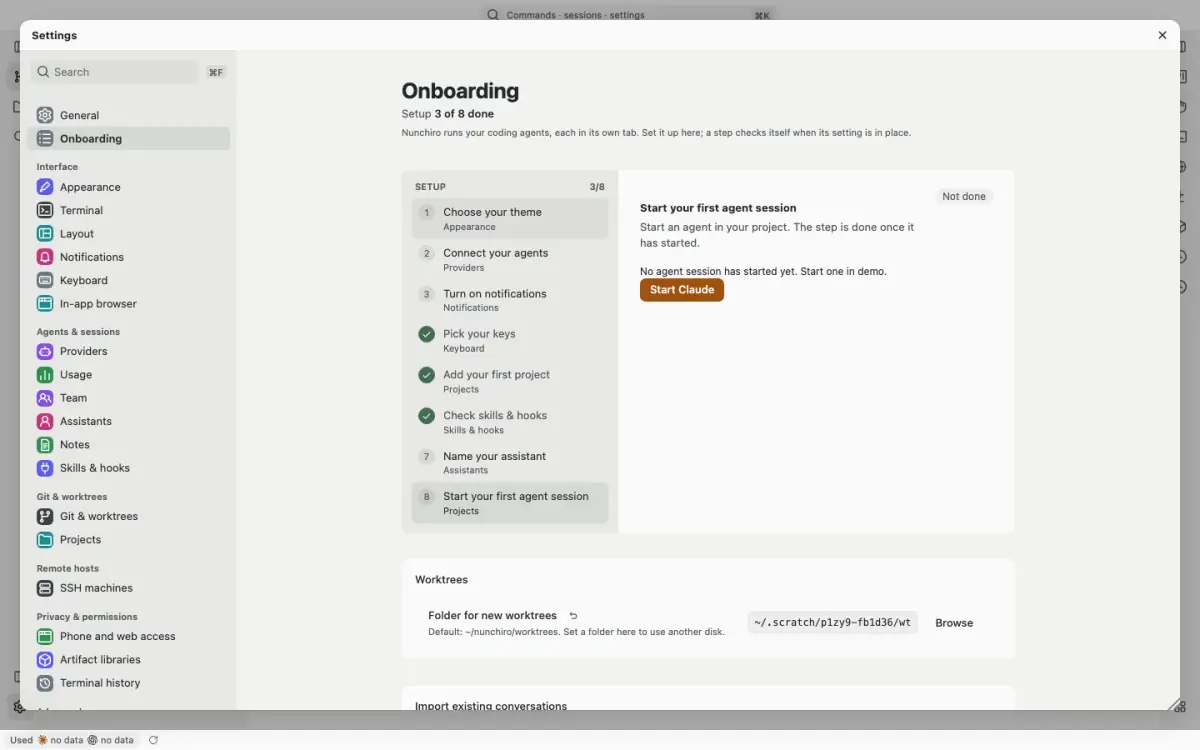 Commands · sessions · settings
⌘K
Settings
Search
⌘F
General
Onboarding
Interface
Appearance
Terminal
Layout
Notifications
Keyboard
In-app browser
Agents & sessions
Providers
Usage
Team
Assistants
Notes
Skills & hooks
Git & worktrees
Git & worktrees
Projects
Remote hosts
SSH machines
Privacy & permissions
Phone and web access
Artifact libraries
Terminal history
Onboarding
Setup 3 of 8 done
Nunchiro runs your coding agents, each in its own tab. Set it up here; a step checks itself when its setting is in place.
SETUP 3/8
1 Choose your theme
Appearance
2 Connect your agents
Providers
3 Turn on notifications
Notifications
Pick your keys
Keyboard
Add your first project
Projects
Check skills & hooks
Skills & hooks
7 Name your assistant
Assistants
8 Start your first agent session
Projects
Not done
Start your first agent session
Start an agent in your project. The step is done once it
has started.
No agent session has started yet. Start one in demo.
Start Claude
Worktrees
Folder for new worktrees
Default: ~/nunchiro/worktrees. Set a folder here to use another disk.
~/.scratch/p1zy9-fb1d36/wt
Browse
Import existing conversations
Used no data no data